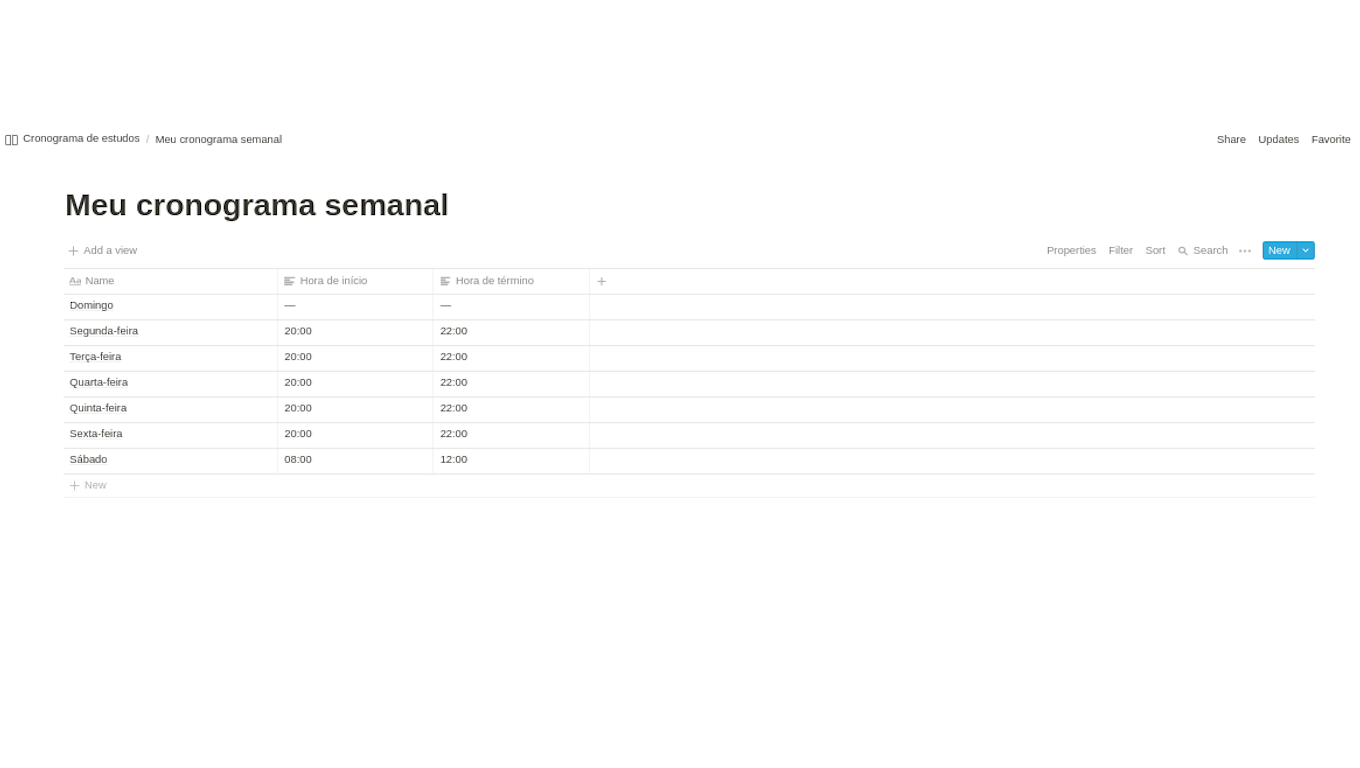 Cronograma de estudos / Meu cronograma semanal Share Updates Favorite
Meu cronograma semanal
Add a view Properties Filter Sort Search ••• New
Aa Name Hora de início Hora de término +
Domingo — —
Segunda-feira 20:00 22:00
Terça-feira 20:00 22:00
Quarta-feira 20:00 22:00
Quinta-feira 20:00 22:00
Sexta-feira 20:00 22:00
Sábado 08:00 12:00
+ New